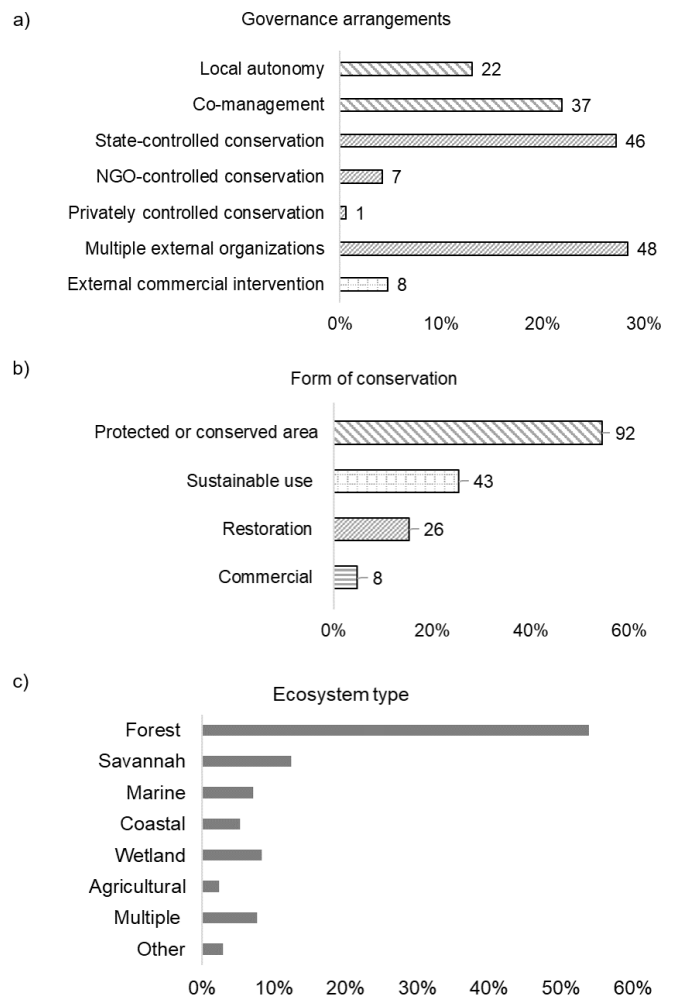 a)
Governance arrangements
Local autonomy 22
Co-management 37
State-controlled conservation 46
NGO-controlled conservation 7
Privately controlled conservation 1
Multiple external organizations 48
External commercial intervention 8
0% 10% 20% 30%
b)
Form of conservation
Protected or conserved area 92
Sustainable use 43
Restoration 26
Commercial 8
0% 20% 40% 60%
c)
Ecosystem type
Forest
Savannah
Marine
Coastal
Wetland
Agricultural
Multiple
Other
0% 10% 20% 30% 40% 50% 60%